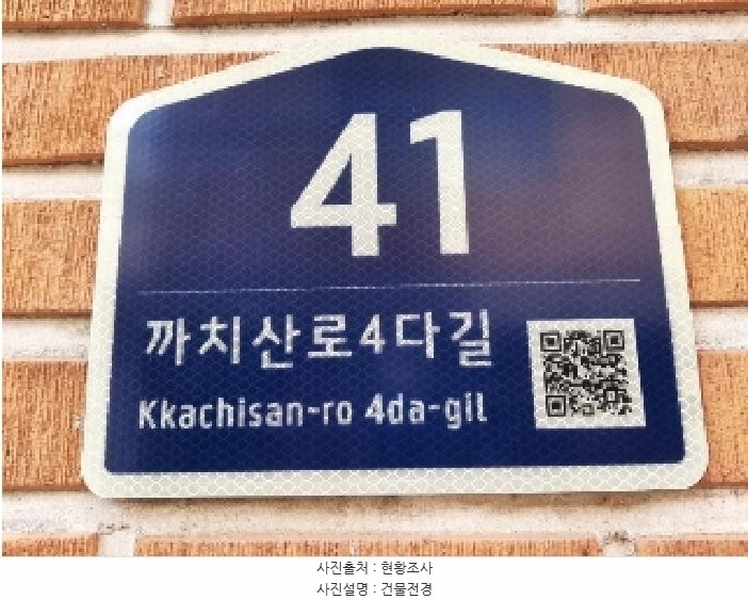 41
까치산로4다길
Kkachisan-ro 4da-gil
사진출처 : 현황조사
사진설명 : 건물전경